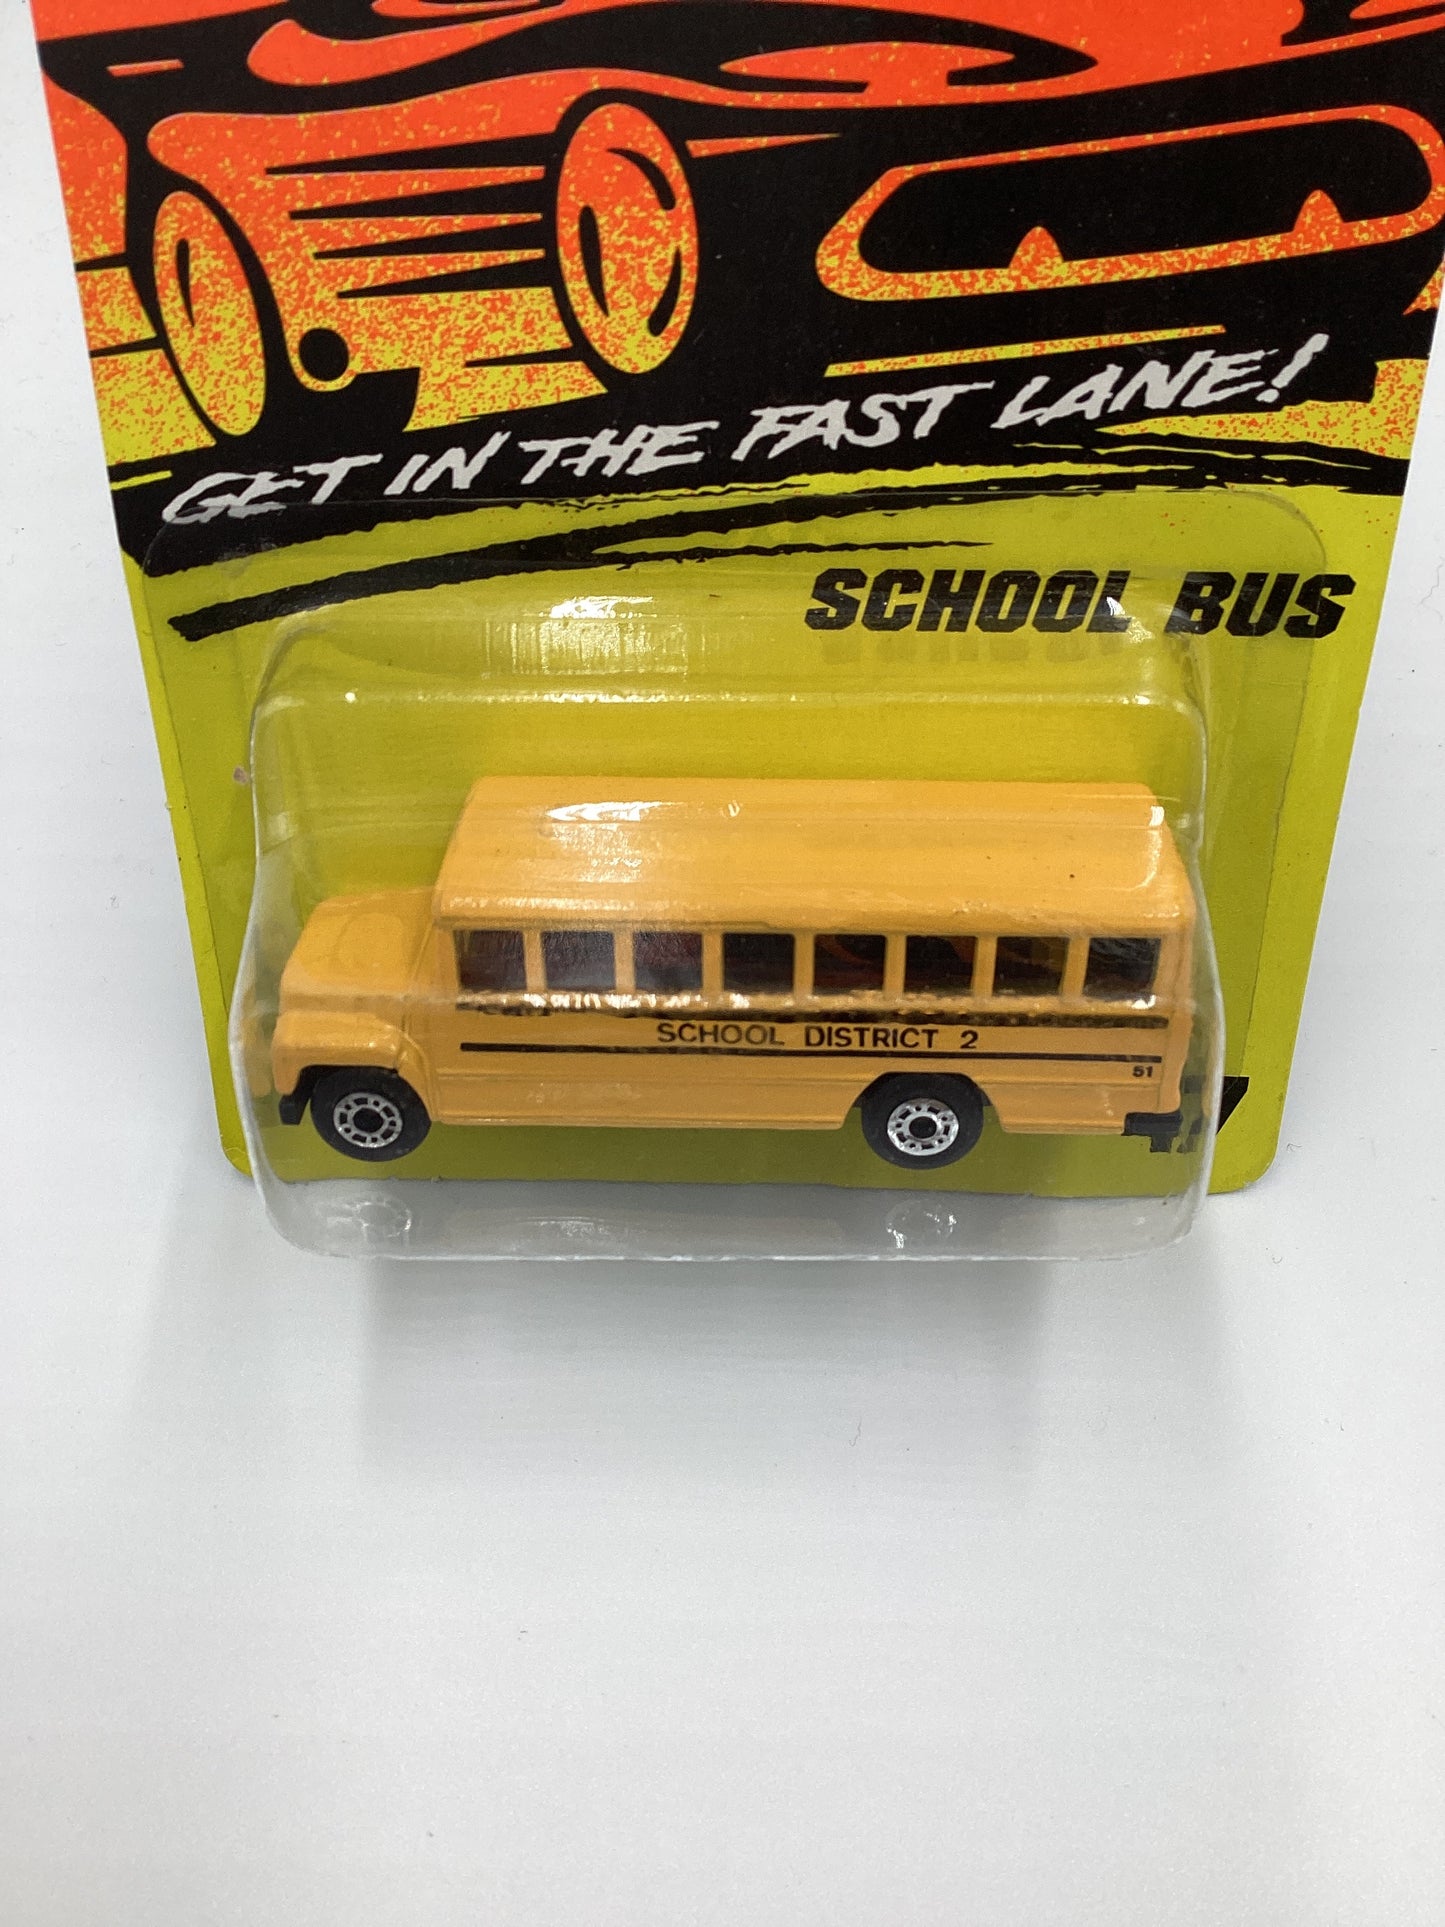 GET IN THE FAST LANE!
SCHOOL BUS
SCHOOL DISTRICT 2
51